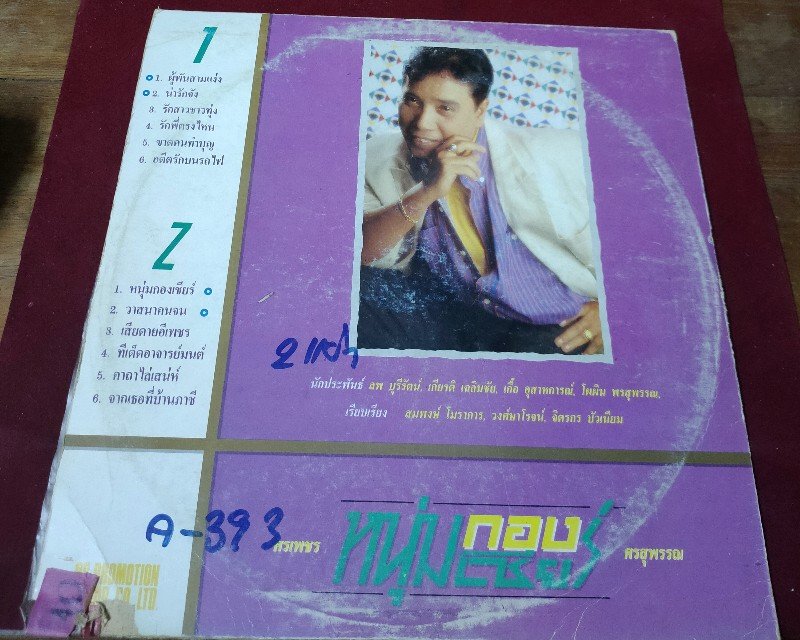 1
1. ผู้พันสามแง่ง
2. น่ารักจัง
3. รักสาวชาวทุ่ง
4. รักพี่ตรงไหน
5. ขาดคนทำบุญ
6. อดีตรักบนรถไฟ
2
1. หนุ่มกองเชียร์
2. วาสนาคนจน
3. เสียดายอีเพชร
4. ทีเด็ดอาจารย์มนต์
5. คาถาไล่เสน่ห์
6. จากเธอที่บ้านภาชี
2 แผ่น
นักประพันธ์ ลพ บุรีรัตน์, เกียรติ เฉลิมชัย, เอื้อ อุสาหการณ์, โผผิน พรสุพรรณ,
เรียบเรียง สมพงษ์ โมราการ, วงศ์ษาโรจน์, จิตรกร บัวเนียม
A-393
ศรเพชร หนุ่มกองเชียร์ ศรสุพรรณ
PROMOTION
CO. LTD.